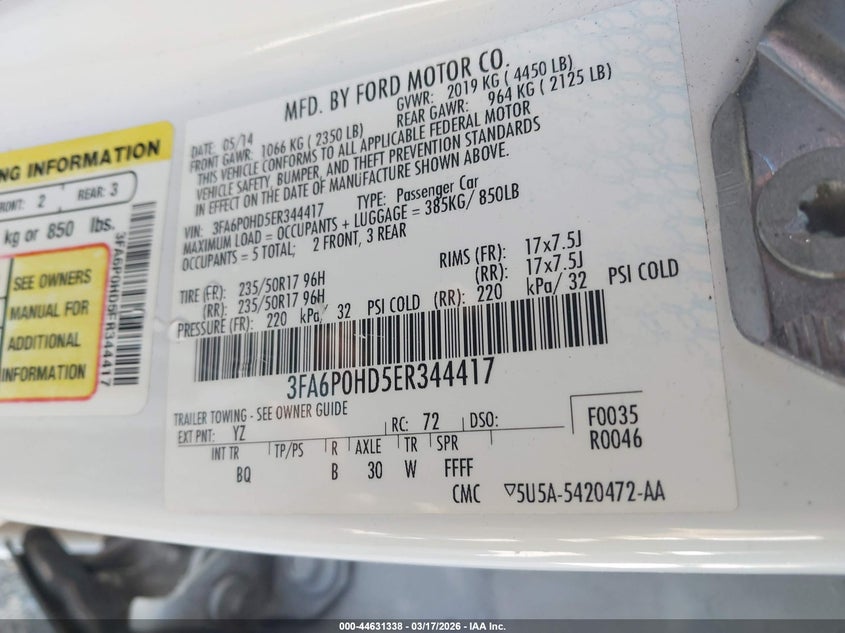 MFD. BY FORD MOTOR CO.
DATE: 05/14 GVWR: 2019 KG ( 4450 LB)
FRONT GAWR: 1066 KG ( 2350 LB) REAR GAWR: 964 KG ( 2125 LB)
THIS VEHICLE CONFORMS TO ALL APPLICABLE FEDERAL MOTOR
VEHICLE SAFETY, BUMPER, AND THEFT PREVENTION STANDARDS
IN EFFECT ON THE DATE OF MANUFACTURE SHOWN ABOVE.
VIN: 3FA6P0HD5ER344417 TYPE: Passenger Car
MAXIMUM LOAD = OCCUPANTS + LUGGAGE = 385KG/ 850LB
OCCUPANTS = 5 TOTAL; 2 FRONT, 3 REAR
TIRE (FR): 235/50R17 96H RIMS (FR): 17x7.5J
(RR): 235/50R17 96H (RR): 17x7.5J
PRESSURE (FR): 220 kPa/ 32 PSI COLD (RR): 220 kPa/ 32 PSI COLD
3FA6P0HD5ER344417
TRAILER TOWING - SEE OWNER GUIDE
EXT PNT: YZ RC: 72 DSO:
F0035
R0046
INT TR TP/PS R AXLE TR SPR
BQ B 30 W FFFF
CMC ▽5U5A-5420472-AA
NG INFORMATION
RONT: 2 REAR: 3
kg or 850 lbs.
SEE OWNERS
MANUAL FOR
ADDITIONAL
INFORMATION
3FA6P0HD5ER344417
000-44631338 - 03/17/2026 - IAA Inc.